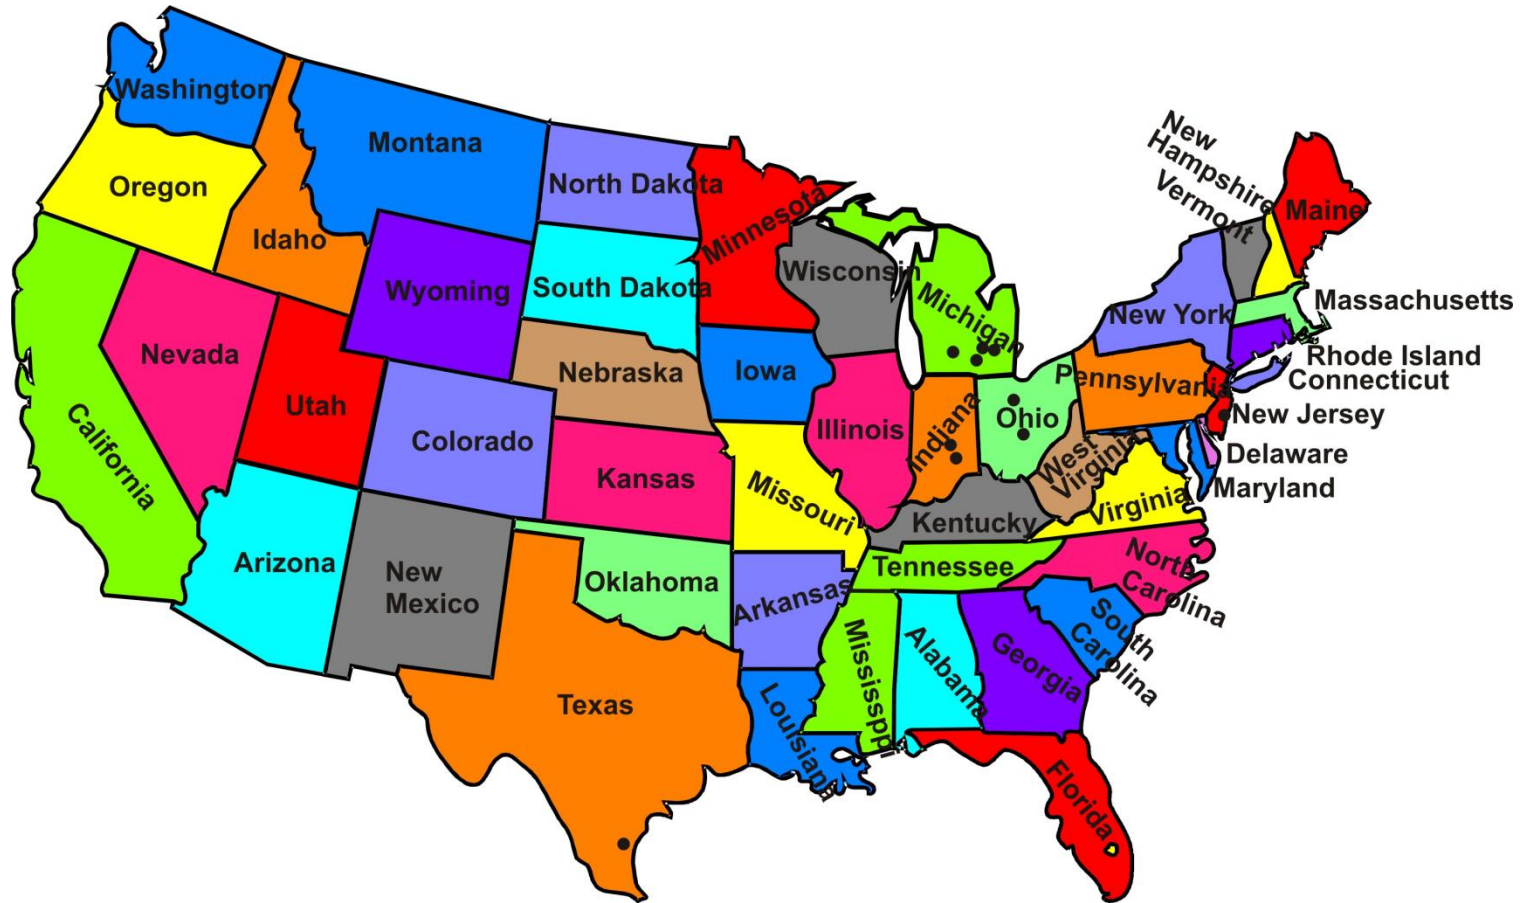 Washington
Montana
North Dakota
Minnesota
Oregon
Idaho
Wyoming
South Dakota
Wisconsin
Michigan
New
Hampshire
Vermont
Maine
New York
Massachusetts
Rhode Island
Connecticut
Nevada
Utah
Colorado
Nebraska
Iowa
Illinois
Indiana
Ohio
Pennsylvania
New Jersey
Delaware
Maryland
California
Kansas
Missouri
Kentucky
West
Virginia
Virginia
Arizona
New
Mexico
Oklahoma
Arkansas
Tennessee
North
Carolina
South
Carolina
Texas
Louisiana
Mississppi
Alabama
Georgia
Florida